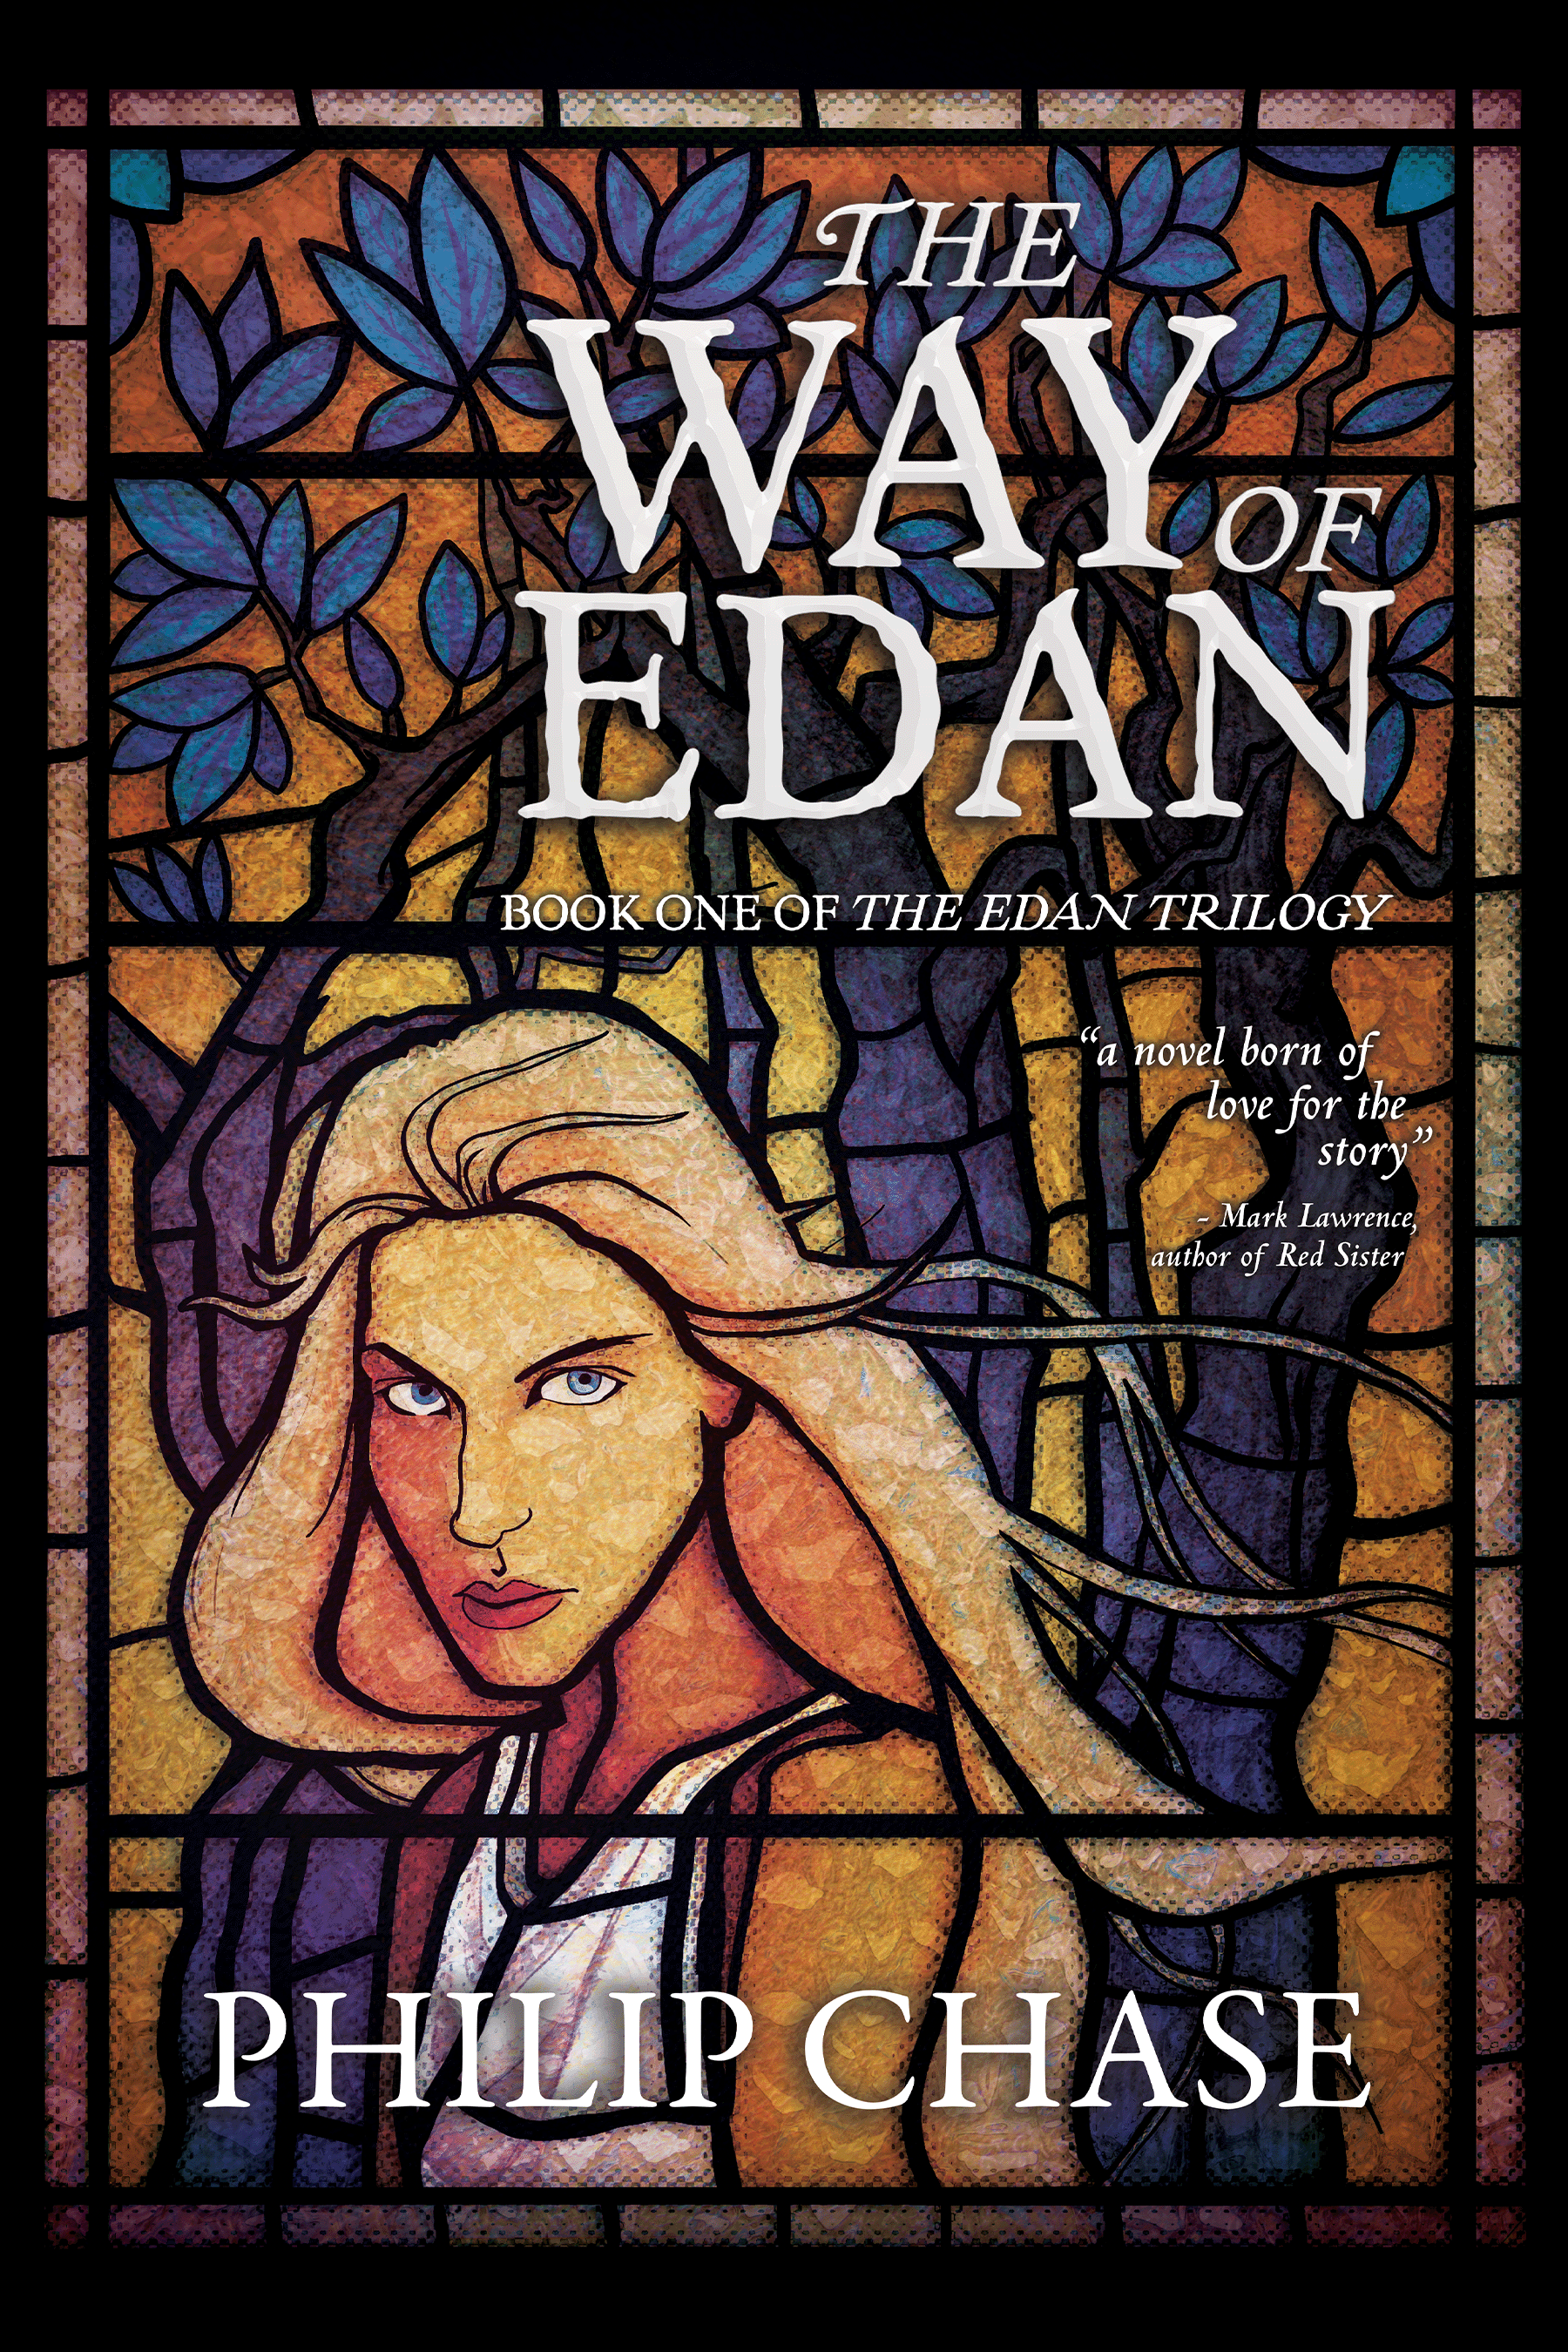 THE
WAY OF
EDAN
BOOK ONE OF THE EDAN TRILOGY
“a novel born of
love for the
story”
- Mark Lawrence,
author of Red Sister
PHILIP CHASE